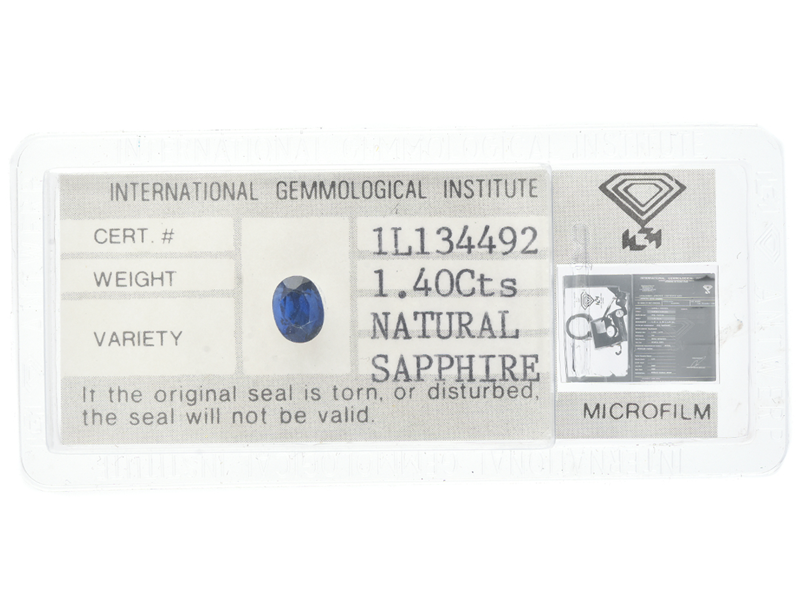 INTERNATIONAL GEMMOLOGICAL INSTITUTE
CERT. # 1L134492
WEIGHT 1.40Cts
VARIETY NATURAL
SAPPHIRE
If the original seal is torn, or disturbed,
the seal will not be valid.
MICROFILM